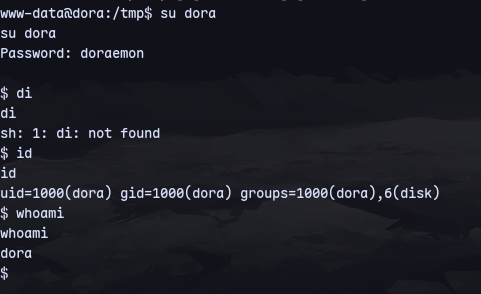 www-data@dora:/tmp$ su dora
su dora
Password: doraemon
$ di
di
sh: 1: di: not found
$ id
id
uid=1000(dora) gid=1000(dora) groups=1000(dora),6(disk)
$ whoami
whoami
dora
$